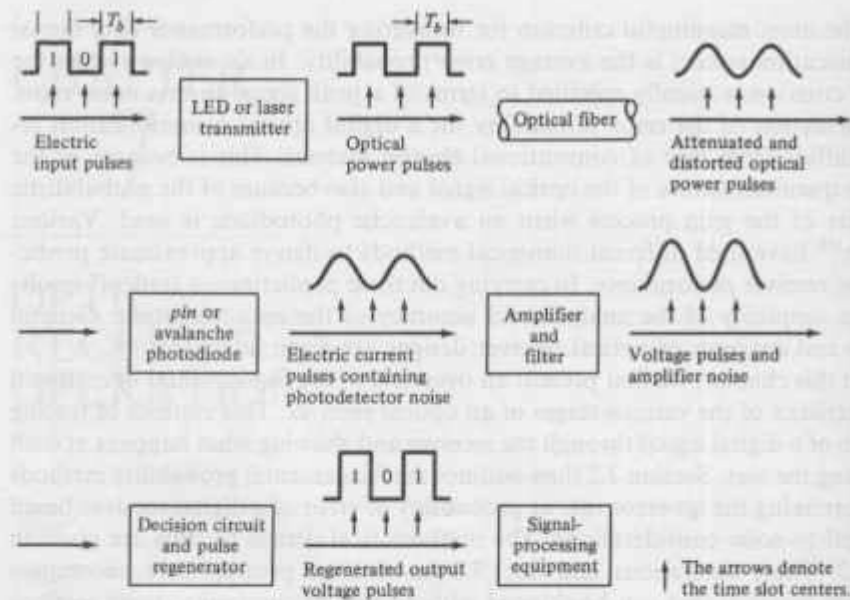 T_b
T_b
1 0 1
LED or laser
transmitter
Optical fiber
Electric
input pulses
Optical
power pulses
Attenuated and
distorted optical
power pulses
pin or
avalanche
photodiode
Amplifier
and
filter
Electric current
pulses containing
photodetector noise
Voltage pulses and
amplifier noise
1 0 1
Decision circuit
and pulse
regenerator
Signal-
processing
equipment
Regenerated output
voltage pulses
The arrows denote
the time slot centers.